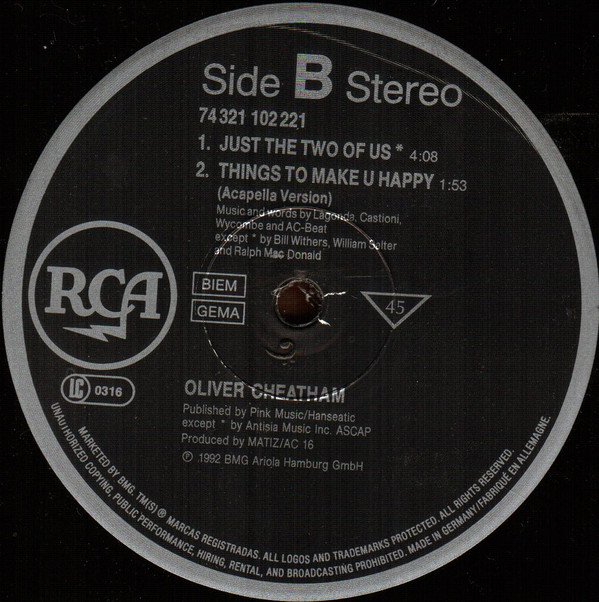 Side B Stereo
74321 102221
1. JUST THE TWO OF US * 4:08
2. THINGS TO MAKE U HAPPY 1:53
(Acapella Version)
Music and words by Lagonda, Castioni,
Wycombe and AC-Beat
except * by Bill Withers, William Salter
and Ralph Mac Donald
RCA
BIEM
GEMA
45
LC 0316
OLIVER CHEATHAM
Published by Pink Music/Hanseatic
except * by Antisia Music Inc. ASCAP
Produced by MATIZ/AC 16
℗ 1992 BMG Ariola Hamburg GmbH
MARKETED BY BMG. TM(S) ® MARCAS REGISTRADAS. ALL LOGOS AND TRADEMARKS PROTECTED. ALL RIGHTS RESERVED.
UNAUTHORIZED COPYING, PUBLIC PERFORMANCE, HIRING, RENTAL, AND BROADCASTING PROHIBITED. MADE IN GERMANY/FABRIQUÉ EN ALLEMAGNE.